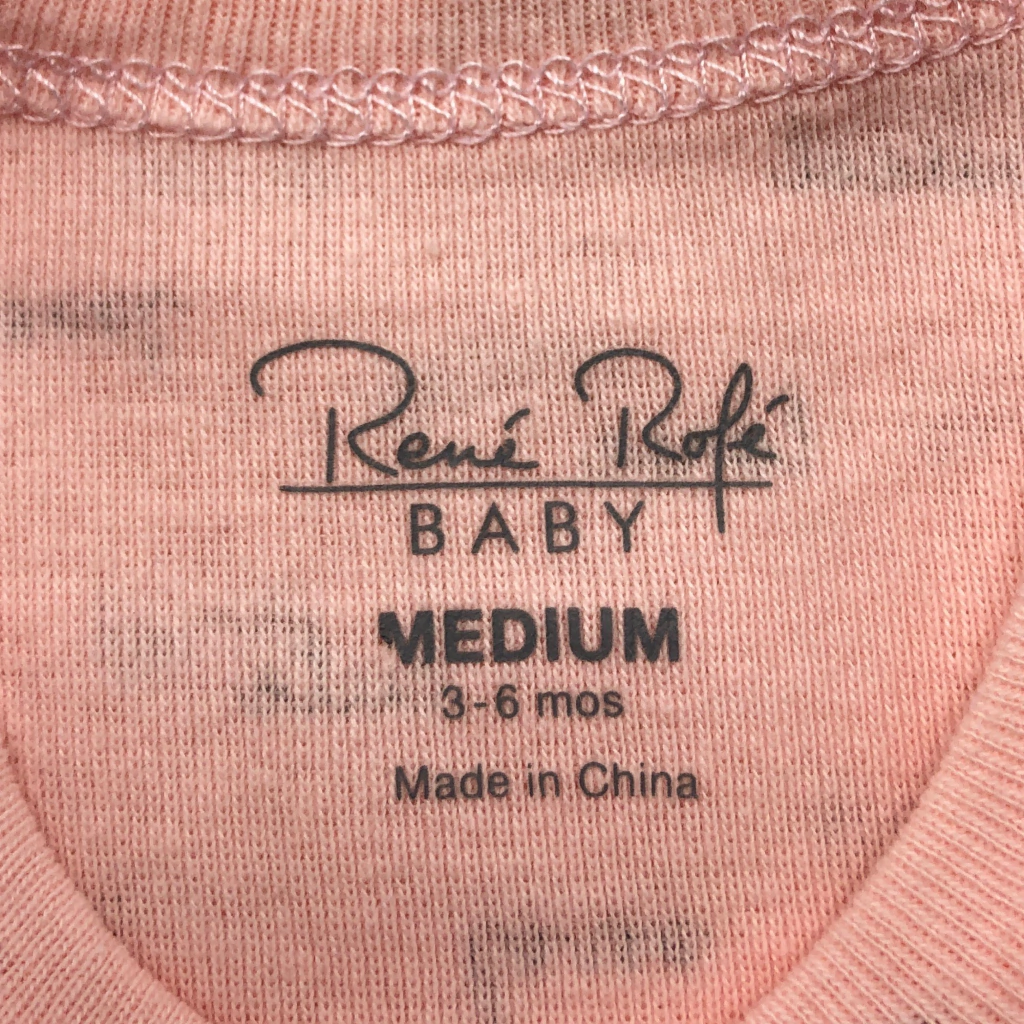 René Rofé
BABY
MEDIUM
3-6 mos
Made in China